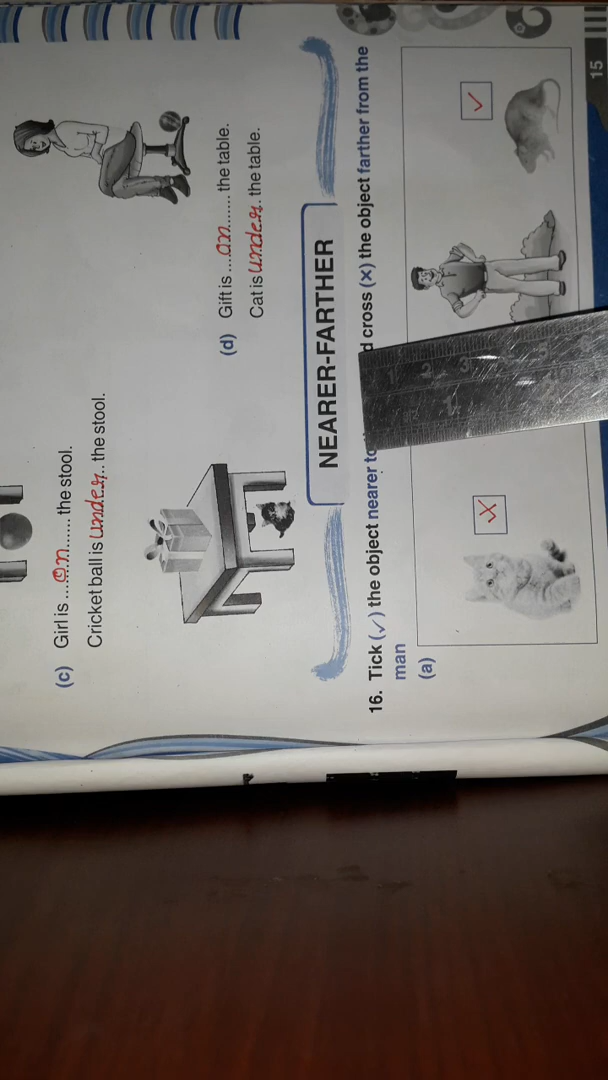 (c) Girl is ....on....... the stool.
Cricket ball is under.. the stool.
(d) Gift is ....on....... the table.
Cat is under.. the table.
NEARER-FARTHER
16. Tick (✓) the object nearer to d cross (×) the object farther from the
man
(a)
15